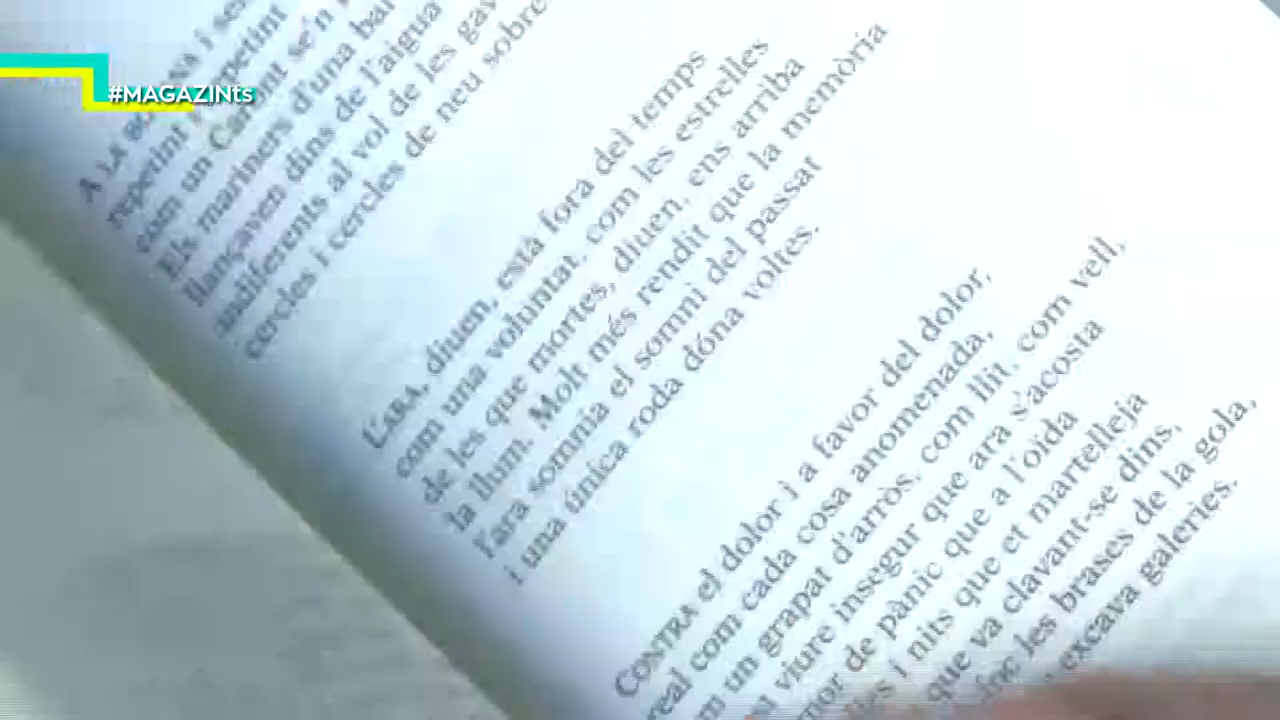 #MAGAZINts
A LA i
repetint i repetint
com un Cant se'n
Els mariners d'una
llançaven dins de l'aigua
indiferents al vol de les
cercles i cercles de neu sobre
L'ARA, diuen, està fora del temps
com una voluntat, com les estrelles
de les que mortes, diuen, ens arriba
la llum. Molt més rendit que la memòria
l'ara somnia el somni del passat
i una única roda dóna voltes.
CONTRA el dolor i a favor del dolor,
real com cada cosa anomenada,
un grapat d'arròs, com llit, com vell,
viure insegur que ara s'acosta
de pànic que a l'oïda
i nits que et martelleja
que va clavant-se dins,
les brases de la gola,
excava galeries.